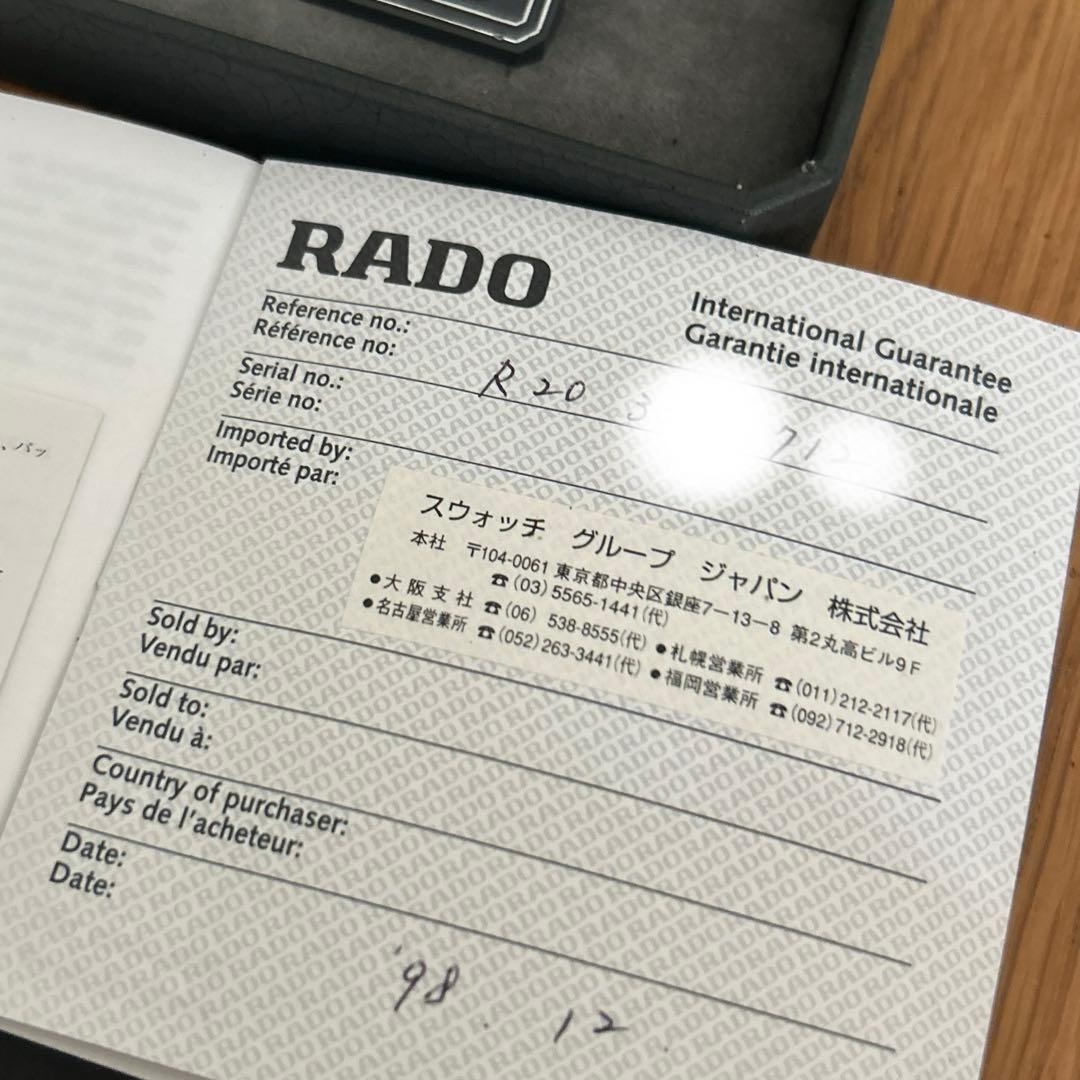 RADO
International Guarantee
Garantie internationale
Reference no.:
Référence no:
R20 3 712
Serial no.:
Série no:
Imported by:
Importé par:
スウォッチ グループ ジャパン 株式会社
本社 〒104-0061 東京都中央区銀座7-13-8 第2丸高ビル9F
☎(03)5565-1441(代)
●大阪支社 ☎(06) 538-8555(代) ●札幌営業所 ☎(011)212-2117(代)
●名古屋営業所 ☎(052)263-3441(代) ●福岡営業所 ☎(092)712-2918(代)
Sold by:
Vendu par:
Sold to:
Vendu à:
Country of purchaser:
Pays de l'acheteur:
Date:
Date:
'98. 12
、バッ